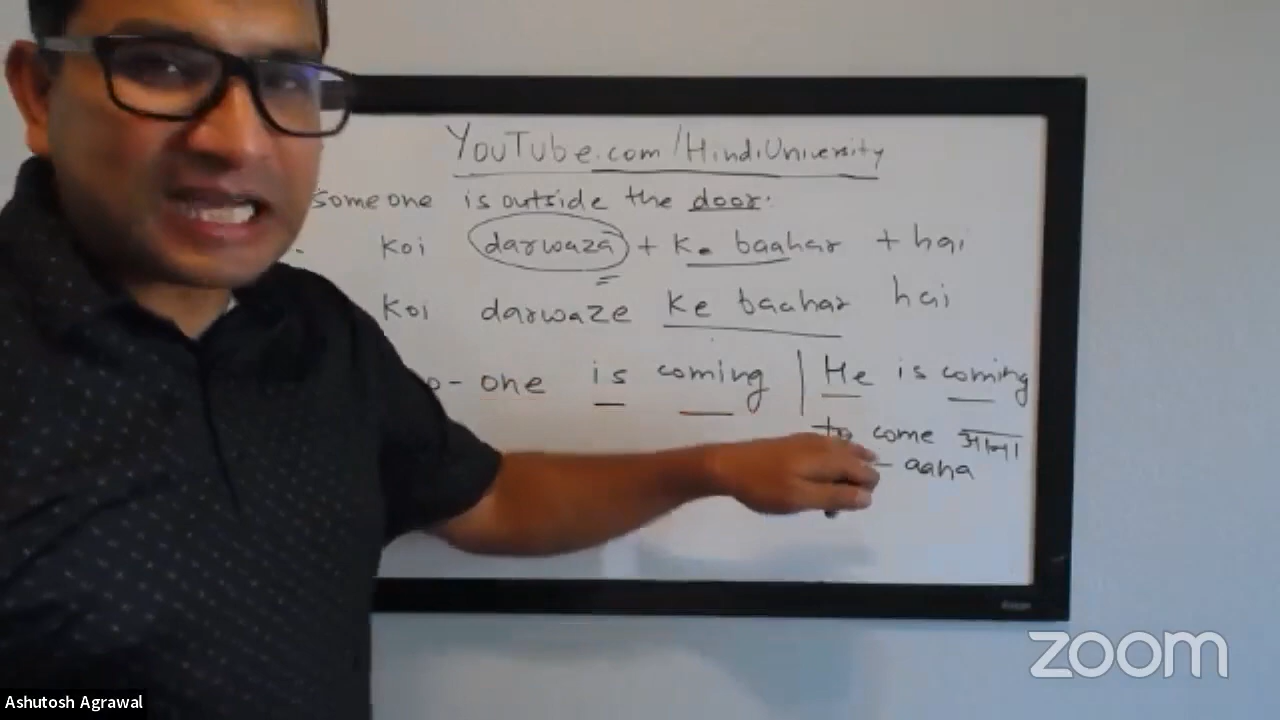 YouTube.com/HindiUniversity
someone is outside the door.
Koi darwaza + K. baahar + hai
Koi darwaze Ke baahar hai
o-one is coming | He is coming
to come आना
- aana
zoom
Ashutosh Agrawal